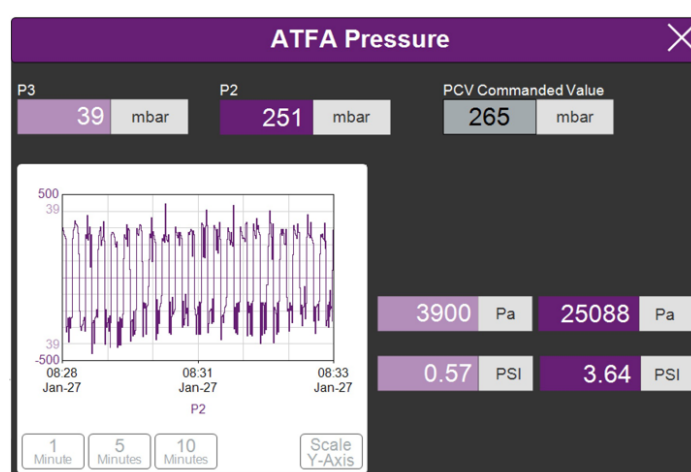 ATFA Pressure
P3
39 mbar
P2
251 mbar
PCV Commanded Value
265 mbar
500
39
39
-500
08:28
Jan-27
08:31
Jan-27
08:33
Jan-27
P2
3900 Pa
25088 Pa
0.57 PSI
3.64 PSI
1
Minute
5
Minutes
10
Minutes
Scale
Y-Axis